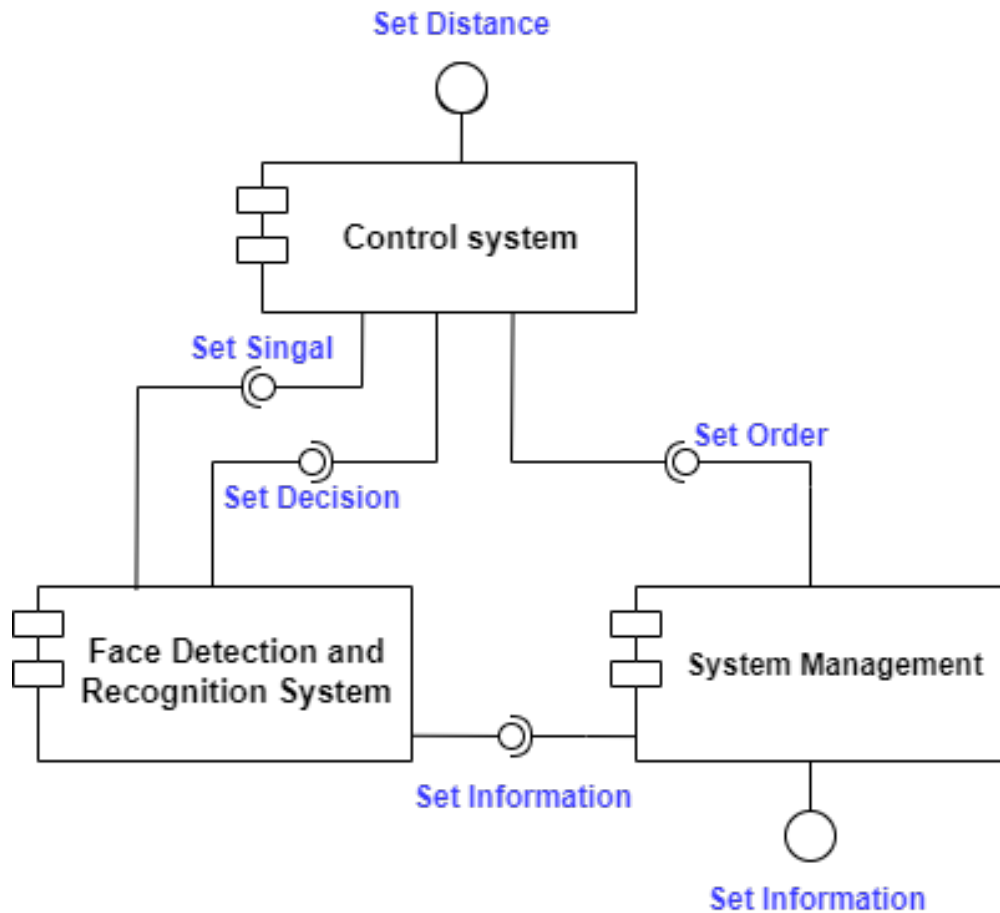 Set Distance
Control system
Set Singal
Set Order
Set Decision
Face Detection and
Recognition System
System Management
Set Information
Set Information